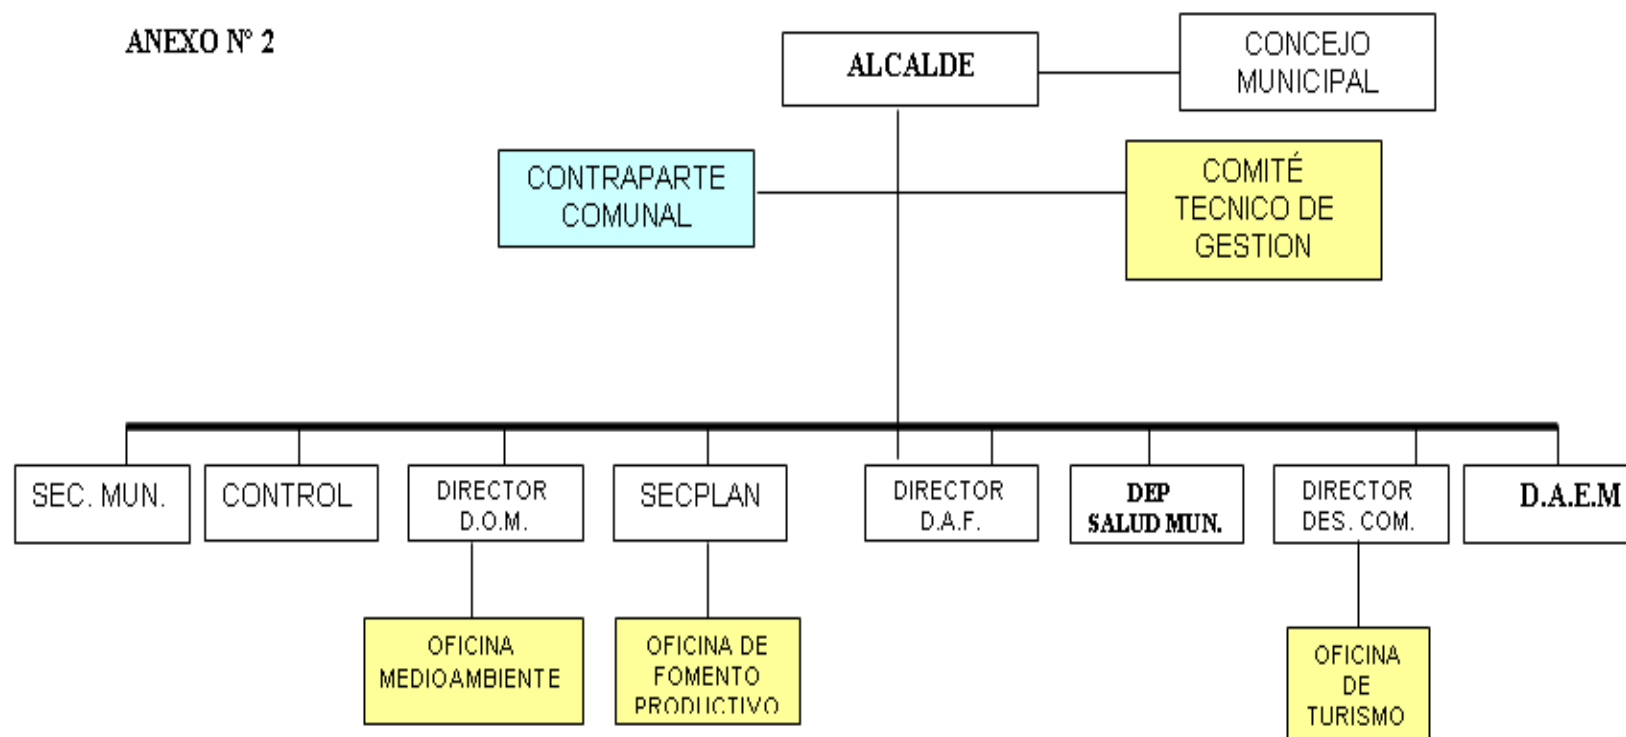 ANEXO N° 2
ALCALDE
CONCEJO
MUNICIPAL
CONTRAPARTE
COMUNAL
COMITÉ
TECNICO DE
GESTION
SEC. MUN.
CONTROL
DIRECTOR
D.O.M.
SECPLAN
DIRECTOR
D.A.F.
DEP
SALUD MUN.
DIRECTOR
DES. COM.
D.A.E.M
OFICINA
MEDIOAMBIENTE
OFICINA DE
FOMENTO
PRODUCTIVO
OFICINA
DE
TURISMO